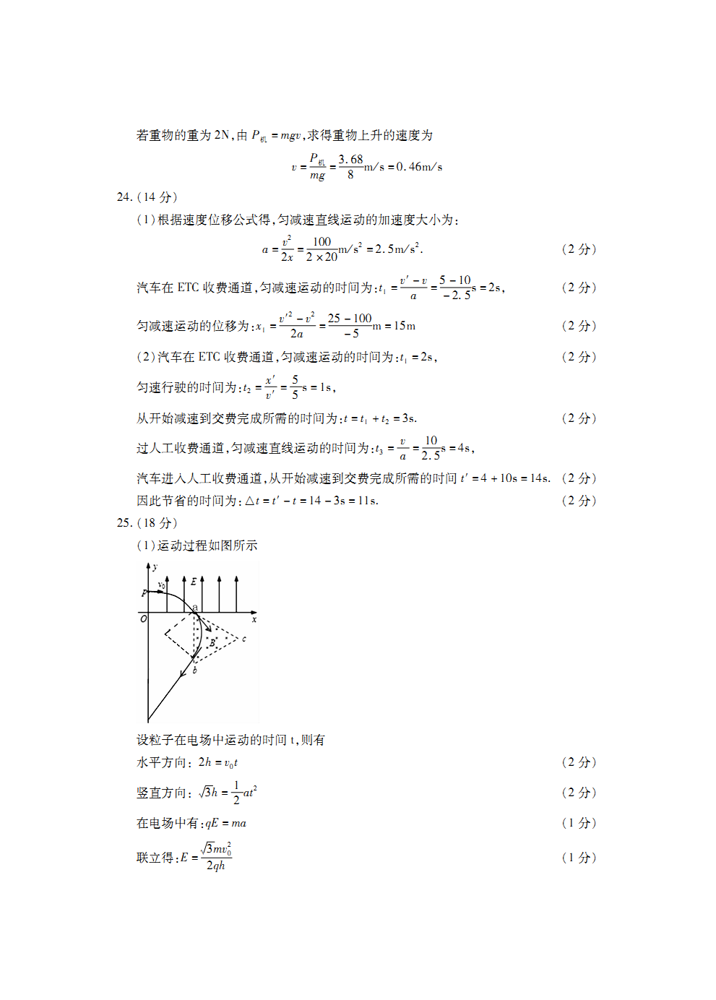 若重物的重为 2N,由 P机 = mgv,求得重物上升的速度为
v = P机/mg = 3.68/8 m/s = 0.46m/s
24. (14 分)
(1)根据速度位移公式得,匀减速直线运动的加速度大小为:
a = v²/2x = 100/(2×20) m/s² = 2.5m/s². (2 分)
汽车在 ETC 收费通道,匀减速运动的时间为:t₁ = (v′ − v)/a = (5 − 10)/(− 2.5) s = 2s, (2 分)
匀减速运动的位移为:x₁ = (v′² − v²)/2a = (25 − 100)/(−5) m = 15m (2 分)
(2)汽车在 ETC 收费通道,匀减速运动的时间为:t₁ = 2s, (2 分)
匀速行驶的时间为:t₂ = x′/v′ = 5/5 s = 1s,
从开始减速到交费完成所需的时间为:t = t₁ + t₂ = 3s. (2 分)
过人工收费通道,匀减速直线运动的时间为:t₃ = v/a = 10/2.5 s = 4s,
汽车进入人工收费通道,从开始减速到交费完成所需的时间 t′ = 4 + 10s = 14s. (2 分)
因此节省的时间为:△t = t′ − t = 14 − 3s = 11s. (2 分)
25. (18 分)
(1)运动过程如图所示
y
v₀ E
P
a
O x
B c
b
设粒子在电场中运动的时间 t,则有
水平方向: 2h = v₀t (2 分)
竖直方向: √3h = 1/2 at² (2 分)
在电场中有:qE = ma (1 分)
联立得:E = √3mv₀²/2qh (1 分)